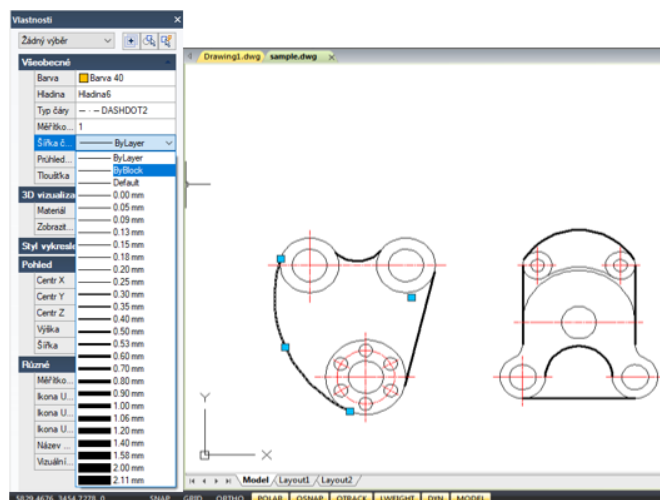 Vlastnosti ×
Žádný výběr
Všeobecné
Barva Barva 40
Hladina Hladina6
Typ čáry DASHDOT2
Měřítko... 1
Šířka č... ByLayer
Průhled...
Tloušťka
3D vizualiza
Materiál
Zobrazit...
Styl vykresle
Pohled
Centr X
Centr Y
Centr Z
Výška
Šířka
Různé
Měřítko...
Ikona U...
Ikona U...
Ikona U...
Název ...
Vizuální...
ByLayer
ByBlock
Default
0.00 mm
0.05 mm
0.09 mm
0.13 mm
0.15 mm
0.18 mm
0.20 mm
0.25 mm
0.30 mm
0.35 mm
0.40 mm
0.50 mm
0.53 mm
0.60 mm
0.70 mm
0.80 mm
0.90 mm
1.00 mm
1.06 mm
1.20 mm
1.40 mm
1.58 mm
2.00 mm
2.11 mm
Drawing1.dwg sample.dwg ×
Y
X
Model Layout1 Layout2
SNAP GRID ORTHO POLAR OSNAP OTRACK LWEIGHT DYN MODEL